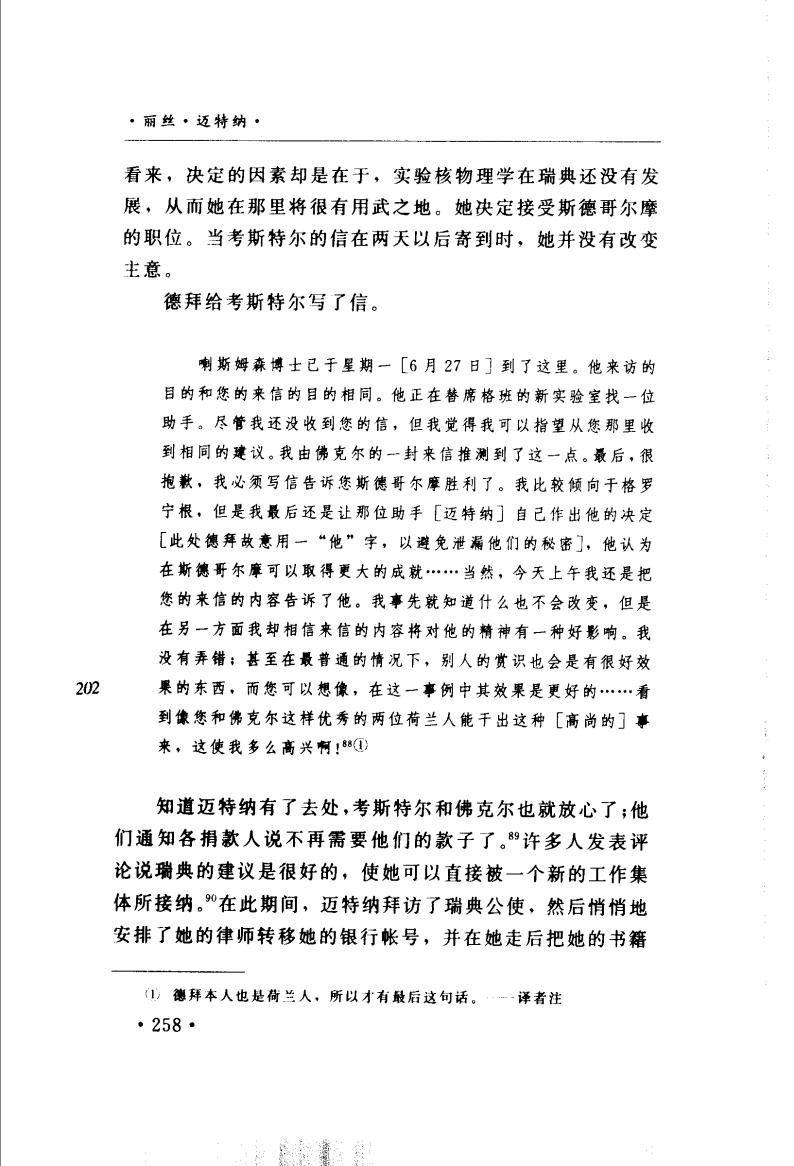 ·丽丝·迈特纳·
看来，决定的因素却是在于，实验核物理学在瑞典还没有发
展，从而她在那里将很有用武之地。她决定接受斯德哥尔摩
的职位。当考斯特尔的信在两天以后寄到时，她并没有改变
主意。
德拜给考斯特尔写了信。
喇斯姆森博士已于星期一［6月27日］到了这里。他来访的
目的和您的来信的目的相同。他正在替席格班的新实验室找一位
助手。尽管我还没收到您的信，但我觉得我可以指望从您那里收
到相同的建议。我由佛克尔的一封来信推测到了这一点。最后，很
抱歉，我必须写信告诉您斯德哥尔摩胜利了。我比较倾向于格罗
宁根，但是我最后还是让那位助手［迈特纳］自己作出他的决定
［此处德拜故意用一“他”字，以避免泄漏他们的秘密］，他认为
在斯德哥尔摩可以取得更大的成就……当然，今天上午我还是把
您的来信的内容告诉了他。我事先就知道什么也不会改变，但是
在另一方面我却相信来信的内容将对他的精神有一种好影响。我
没有弄错；甚至在最普通的情况下，别人的赏识也会是有很好效
202
果的东西，而您可以想像，在这一事例中其效果是更好的……看
到像您和佛克尔这样优秀的两位荷兰人能干出这种［高尚的］事
来，这使我多么高兴啊！⁸⁸①
知道迈特纳有了去处，考斯特尔和佛克尔也就放心了；他
们通知各捐款人说不再需要他们的款子了。⁸⁹许多人发表评
论说瑞典的建议是很好的，使她可以直接被一个新的工作集
体所接纳。⁹⁰在此期间，迈特纳拜访了瑞典公使，然后悄悄地
安排了她的律师转移她的银行帐号，并在她走后把她的书籍
① 德拜本人也是荷兰人，所以才有最后这句话。——译者注
·258·